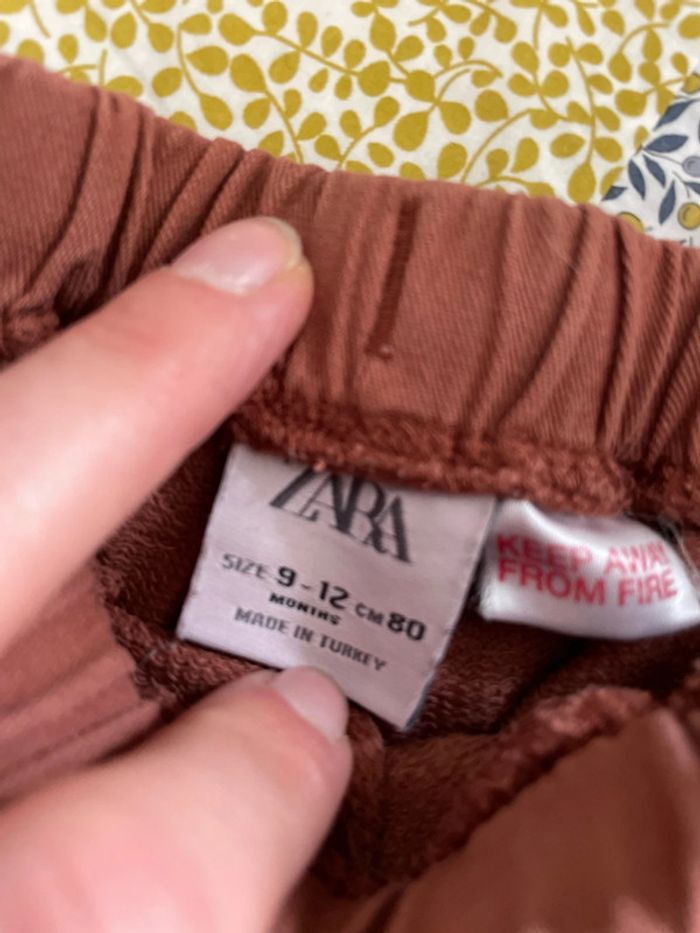 ZARA
SIZE 9-12 CM 80
MONTHS
MADE IN TURKEY
KEEP AWAY
FROM FIRE